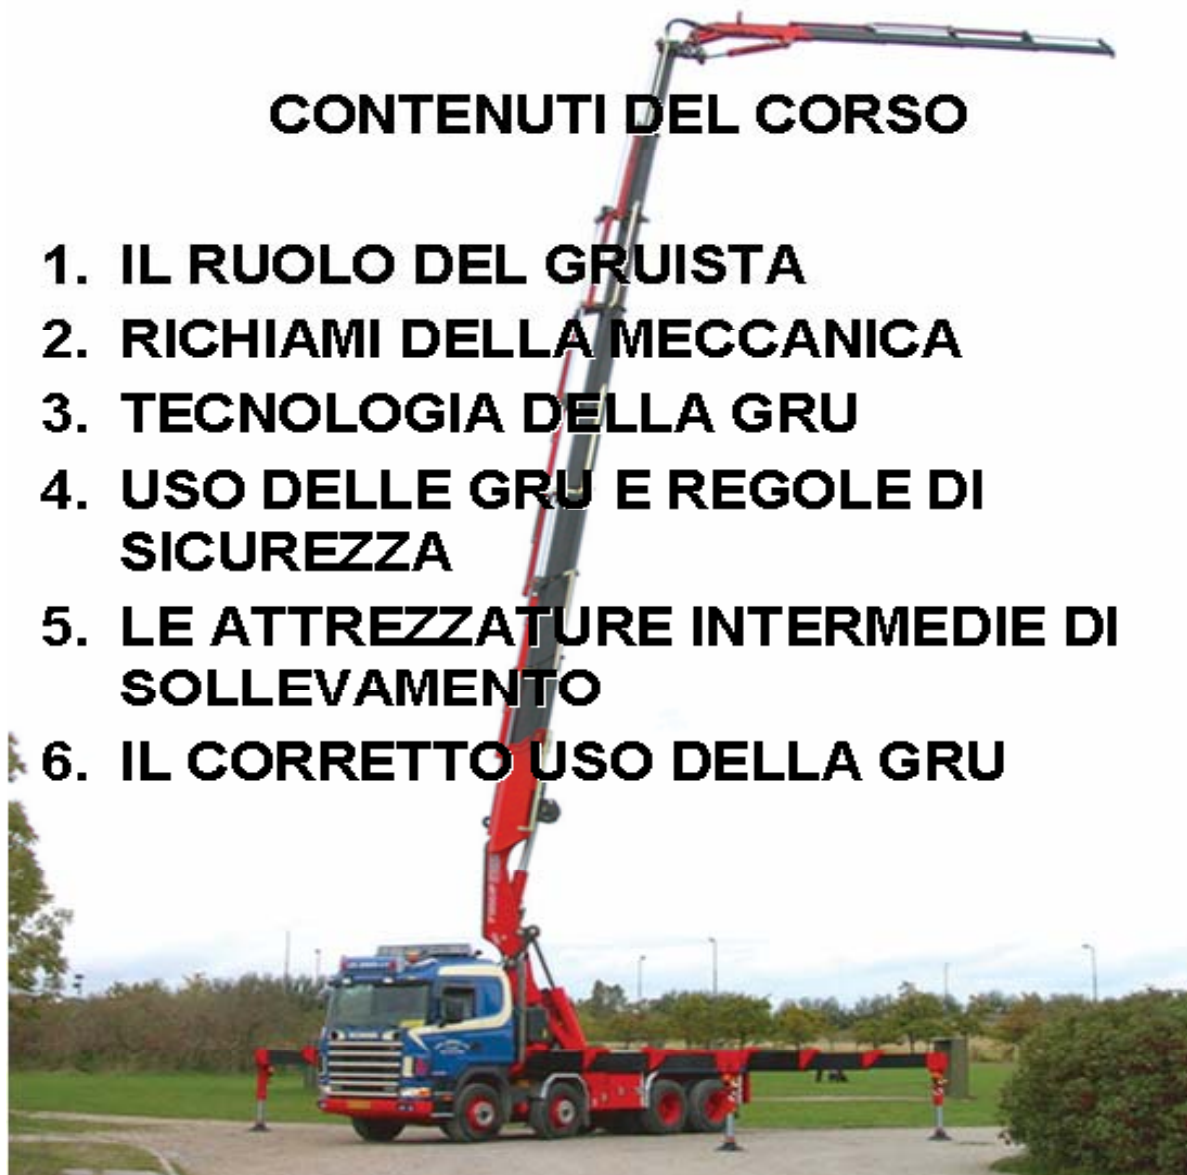 CONTENUTI DEL CORSO
1. IL RUOLO DEL GRUISTA
2. RICHIAMI DELLA MECCANICA
3. TECNOLOGIA DELLA GRU
4. USO DELLE GRU E REGOLE DI
SICUREZZA
5. LE ATTREZZATURE INTERMEDIE DI
SOLLEVAMENTO
6. IL CORRETTO USO DELLA GRU